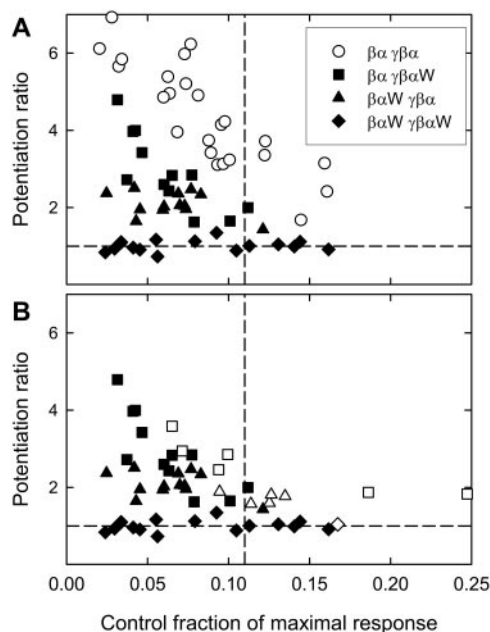 A
6
4
2
Potentiation ratio
βα γβα
βα γβαW
βαW γβα
βαW γβαW
B
6
4
2
Potentiation ratio
0.00 0.05 0.10 0.15 0.20 0.25
Control fraction of maximal response